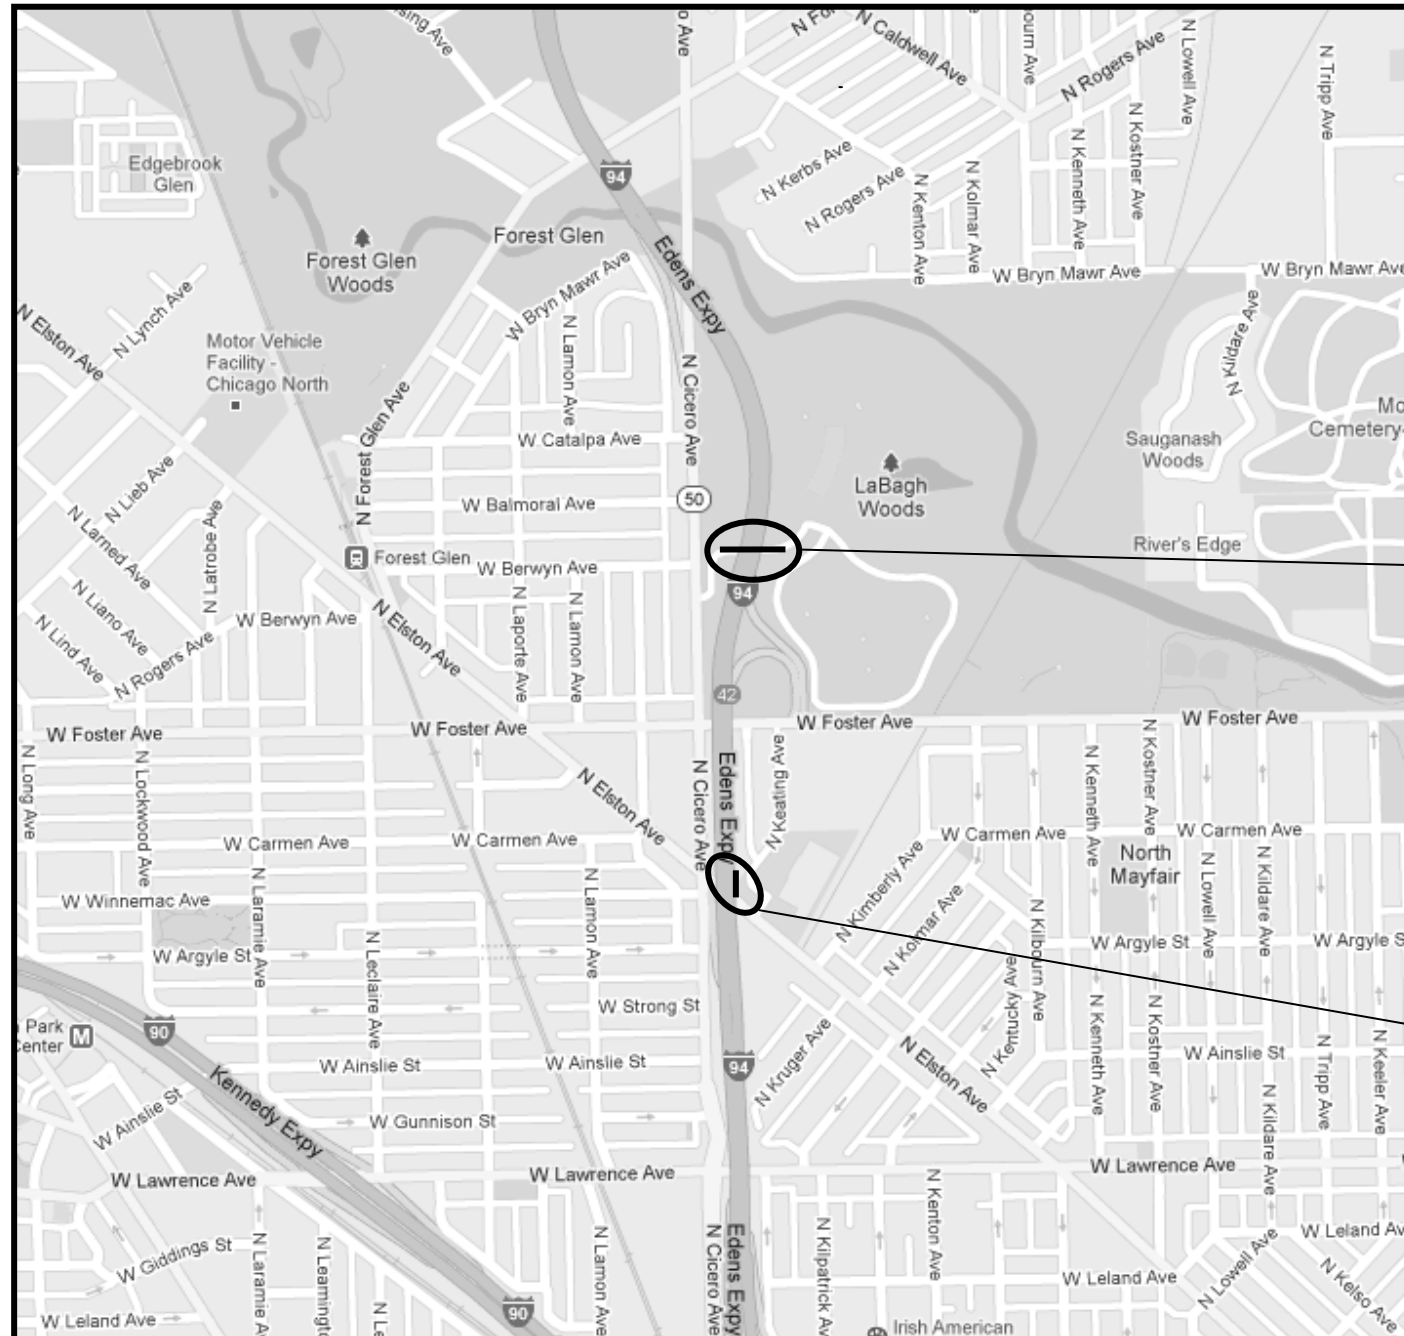 sing Ave
o Ave
N For
N Caldwell Ave
ourn Ave
N Rogers Ave
N Lowell Ave
N Tripp Ave
Edgebrook
Glen
94
N Kerbs Ave
N Rogers Ave
N Kenton Ave
N Kolmar Ave
N Kenneth Ave
N Kostner Ave
Forest Glen
Woods
Forest Glen
Edens Expy
W Bryn Mawr Ave
W Bryn Mawr Ave
W Bryn Mawr Ave
N Elston Ave
N Lynch Ave
Motor Vehicle
Facility -
Chicago North
N Lamon Ave
N Cicero Ave
N Kildare Ave
N Forest Glen Ave
W Catalpa Ave
Mo
Cemetery-
Sauganash
Woods
N Lieb Ave
W Balmoral Ave
50
LaBagh
Woods
N Larned Ave
N Latrobe Ave
Forest Glen
W Berwyn Ave
River's Edge
94
N Liano Ave
N Lind Ave
N Rogers Ave
W Berwyn Ave
N Elston Ave
N Laporte Ave
N Lamon Ave
42
W Foster Ave
W Foster Ave
W Foster Ave
W Foster Ave
N Long Ave
N Lockwood Ave
N Elston Ave
N Cicero Ave
Edens Expy
N Keating Ave
N Kenneth Ave
N Kostner Ave
W Carmen Ave
W Carmen Ave
W Carmen Ave
W Carmen Ave
North
Mayfair
N Lowell Ave
N Kildare Ave
W Winnemac Ave
N Laramie Ave
N Lamon Ave
N Kimberly Ave
N Kolmar Ave
N Kilbourn Ave
W Argyle St
N Leclaire Ave
W Argyle St
W Argyle S
N Kentucky Ave
W Strong St
n Park
Center
M
90
N Kenneth Ave
N Kostner Ave
W Ainslie St
W Ainslie St
94
N Kruger Ave
N Elston Ave
W Ainslie St
N Tripp Ave
N Keeler Ave
Kennedy Expy
W Ainslie St
W Gunnison St
N Kildare Ave
W Lawrence Ave
W Lawrence Ave
W Lawrence Ave
W Giddings St
N Laramie Av
N Leamingto
N Lamon Ave
N Cicero Ave
Edens Expy
N Kilpatrick Av
N Kenton Ave
W Leland Av
W Leland Ave
N Lowell Ave
N Kelso Ave
W Leland Ave
N Le
90
Irish American